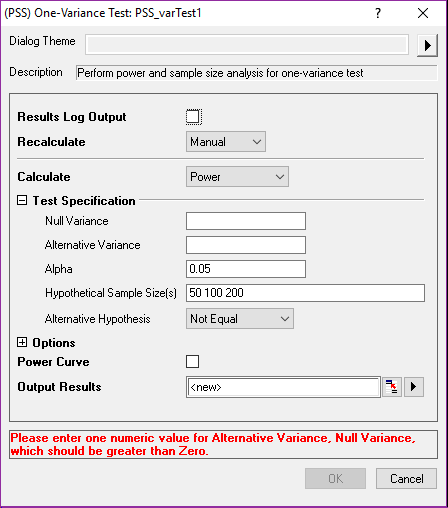 (PSS) One-Variance Test: PSS_varTest1 ?
Dialog Theme
Description Perform power and sample size analysis for one-variance test
Results Log Output
Recalculate Manual
Calculate Power
Test Specification
Null Variance
Alternative Variance
Alpha 0.05
Hypothetical Sample Size(s) 50 100 200
Alternative Hypothesis Not Equal
Options
Power Curve
Output Results <new>
Please enter one numeric value for Alternative Variance, Null Variance,
which should be greater than Zero.
OK Cancel